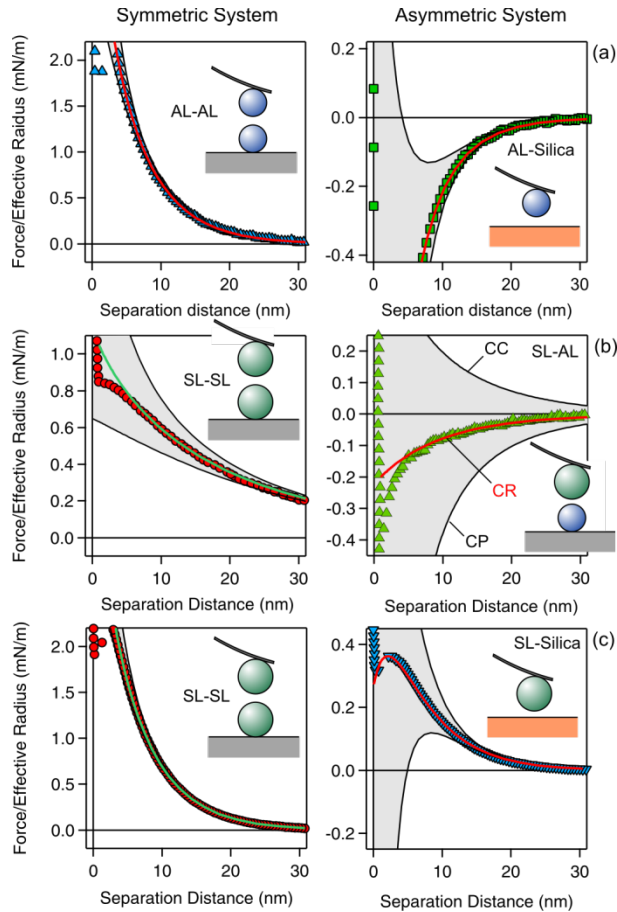 Symmetric System
Asymmetric System
Force/Effective Raidus (mN/m)
2.0
1.5
1.0
0.5
0.0
AL-AL
0
10
20
30
Separation distance (nm)
(a)
0.2
0.0
-0.2
-0.4
AL-Silica
0
10
20
30
Separation distance (nm)
Force/Effective Radius (mN/m)
1.0
0.8
0.6
0.4
0.2
0.0
SL-SL
0
10
20
30
Separation Distance (nm)
(b)
0.2
0.1
0.0
-0.1
-0.2
-0.3
-0.4
CC
SL-AL
CR
CP
0
10
20
30
Separation Distance (nm)
Force/Effective Radius (mN/m)
2.0
1.5
1.0
0.5
0.0
SL-SL
0
10
20
30
Separation Distance (nm)
(c)
0.4
0.2
0.0
-0.2
SL-Silica
0
10
20
30
Separation Distance (nm)